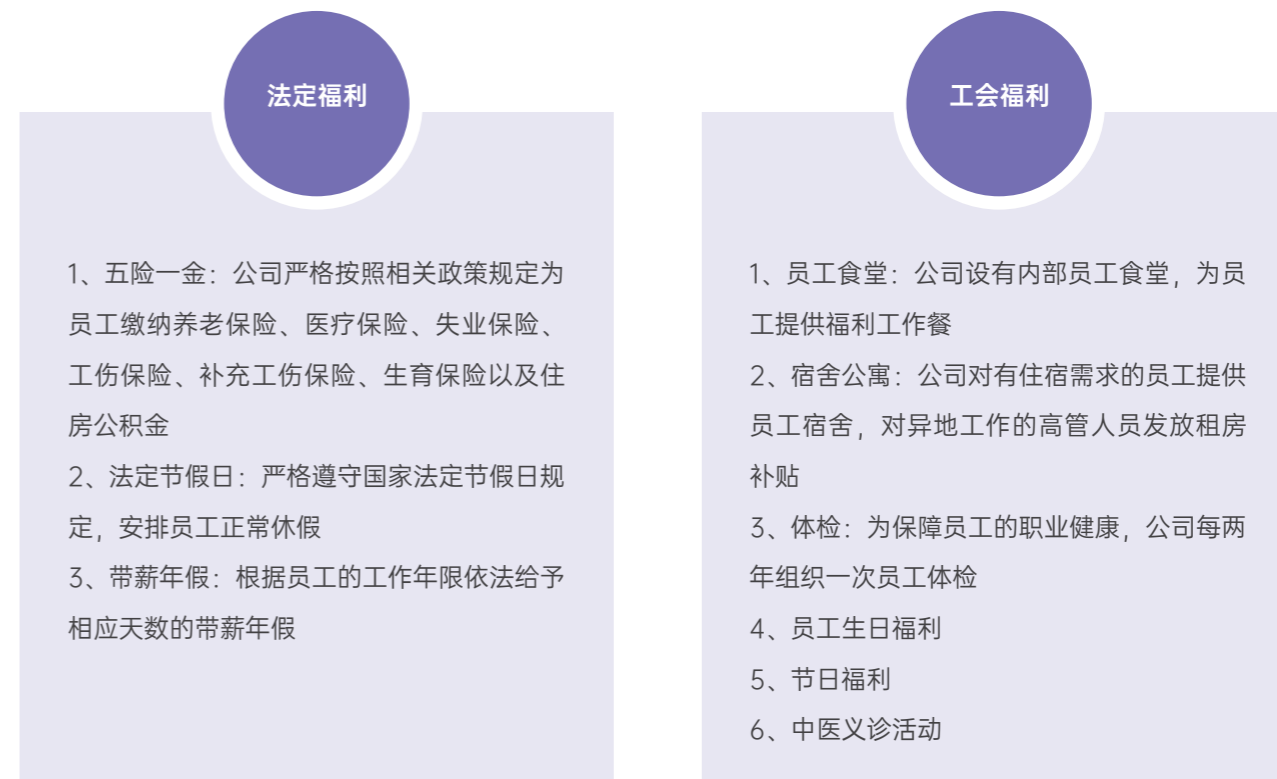 法定福利
1、五险一金：公司严格按照相关政策规定为
员工缴纳养老保险、医疗保险、失业保险、
工伤保险、补充工伤保险、生育保险以及住
房公积金
2、法定节假日：严格遵守国家法定节假日规
定，安排员工正常休假
3、带薪年假：根据员工的工作年限依法给予
相应天数的带薪年假
工会福利
1、员工食堂：公司设有内部员工食堂，为员
工提供福利工作餐
2、宿舍公寓：公司对有住宿需求的员工提供
员工宿舍，对异地工作的高管人员发放租房
补贴
3、体检：为保障员工的职业健康，公司每两
年组织一次员工体检
4、员工生日福利
5、节日福利
6、中医义诊活动